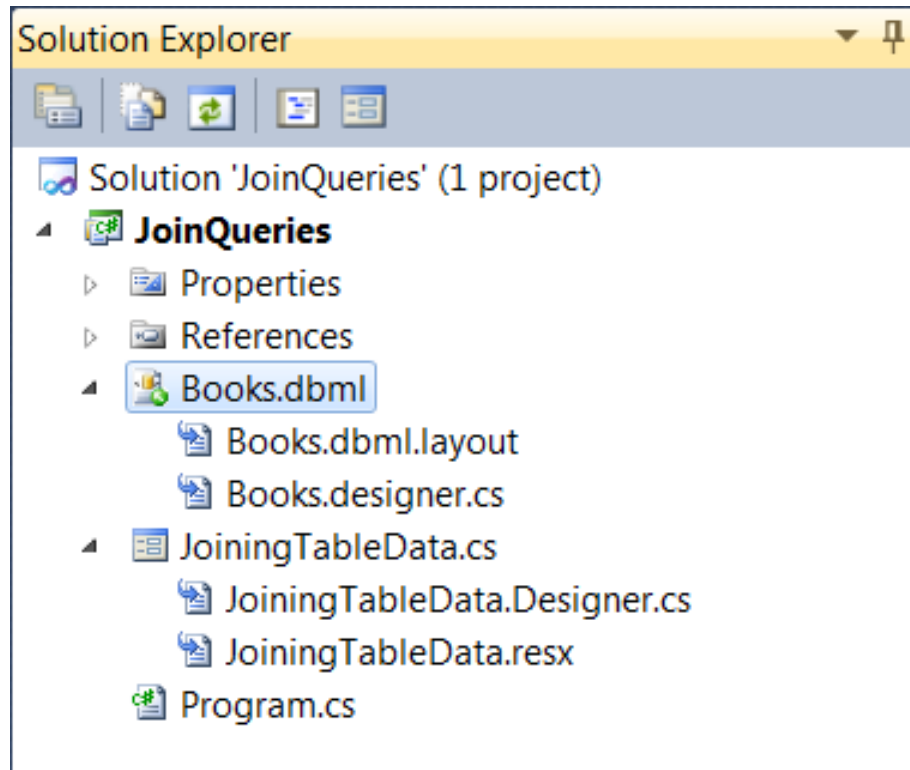 Solution Explorer
Solution 'JoinQueries' (1 project)
JoinQueries
Properties
References
Books.dbml
Books.dbml.layout
Books.designer.cs
JoiningTableData.cs
JoiningTableData.Designer.cs
JoiningTableData.resx
Program.cs